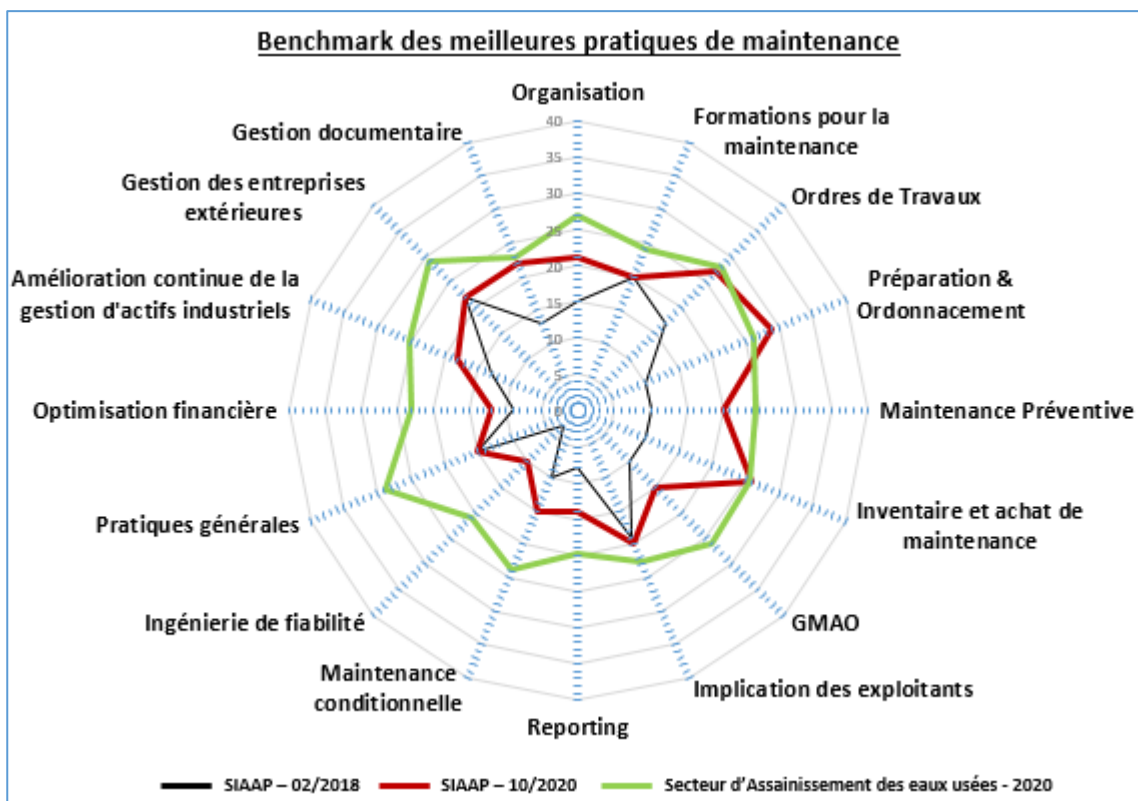 Benchmark des meilleures pratiques de maintenance
Organisation
Formations pour la
maintenance
Ordres de Travaux
Préparation &
Ordonnacement
Maintenance Préventive
Inventaire et achat de
maintenance
GMAO
Implication des exploitants
Reporting
Maintenance
conditionnelle
Ingénierie de fiabilité
Pratiques générales
Optimisation financière
Amélioration continue de la
gestion d'actifs industriels
Gestion des entreprises
extérieures
Gestion documentaire
40
35
30
25
20
15
10
5
0
SIAAP – 02/2018
SIAAP – 10/2020
Secteur d'Assainissement des eaux usées - 2020